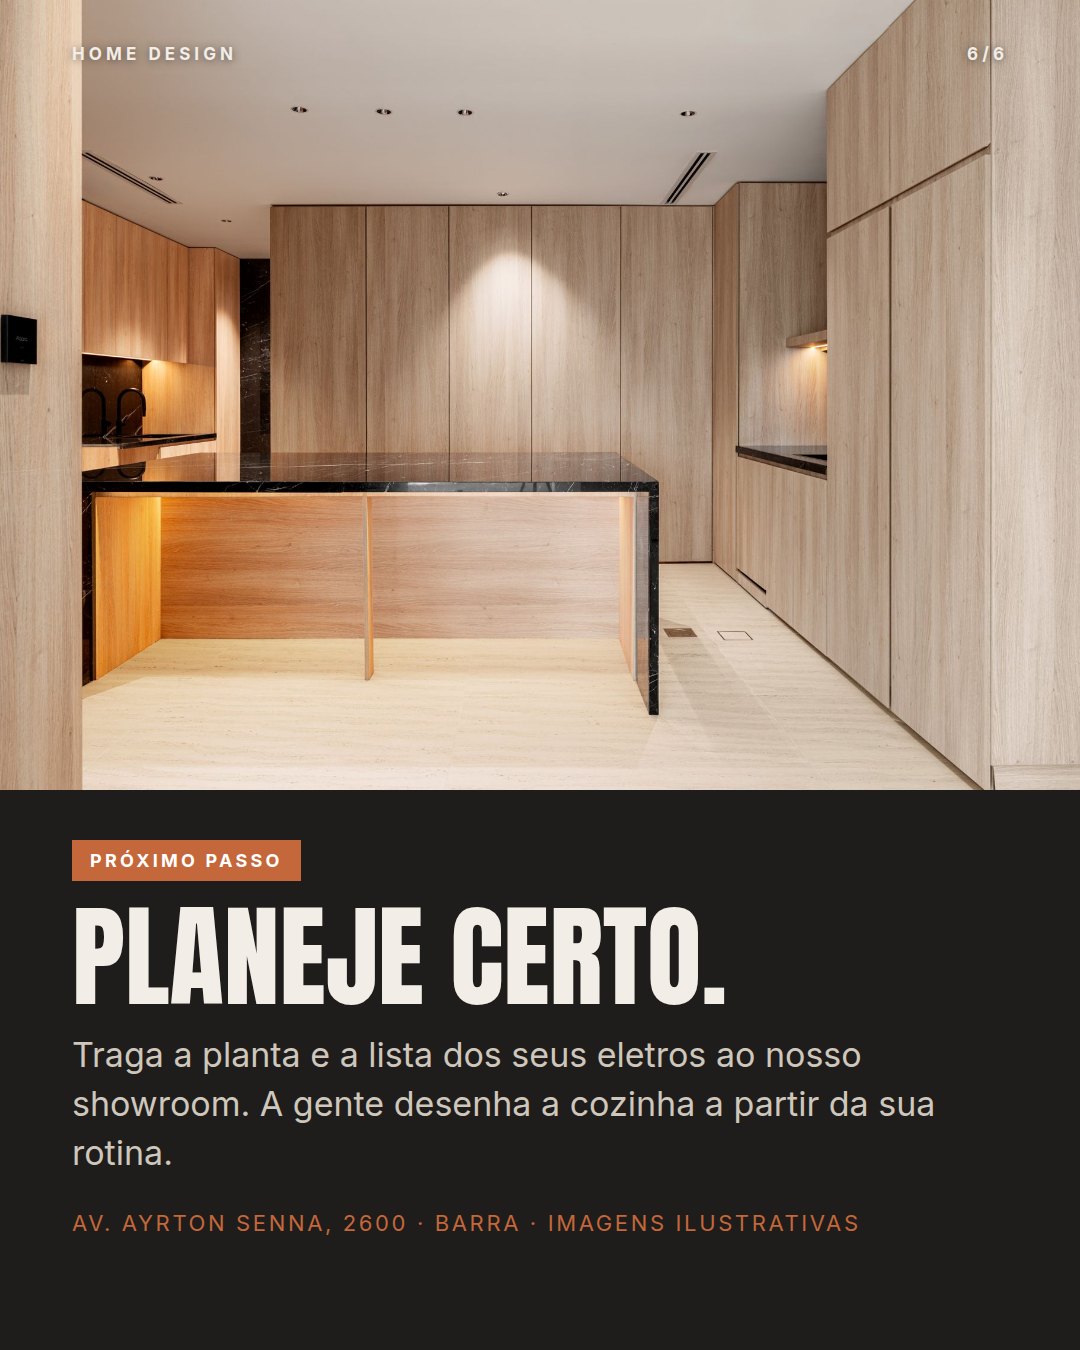 HOME DESIGN
6/6
PRÓXIMO PASSO
PLANEJE CERTO.
Traga a planta e a lista dos seus eletros ao nosso
showroom. A gente desenha a cozinha a partir da sua
rotina.
AV. AYRTON SENNA, 2600 · BARRA · IMAGENS ILUSTRATIVAS